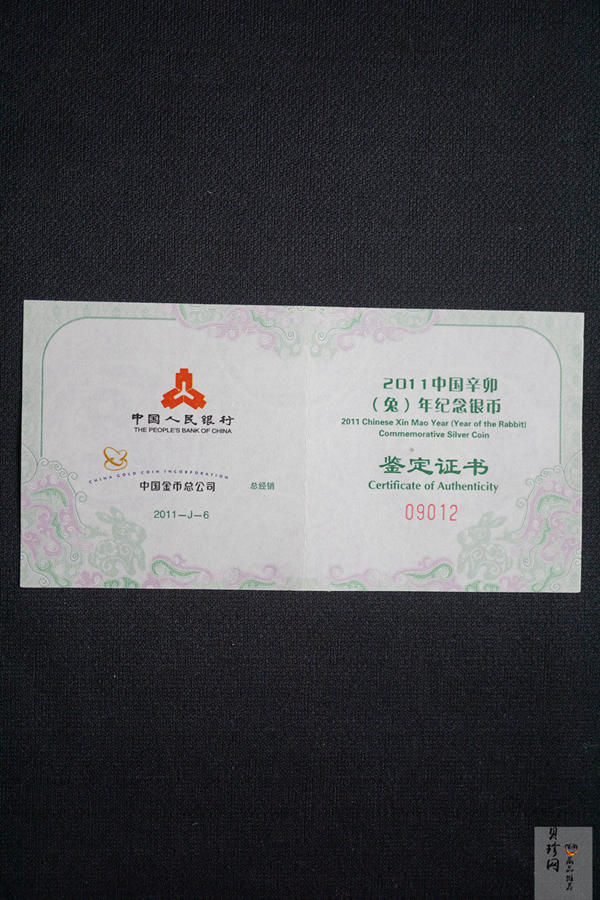 中国人民银行
THE PEOPLE'S BANK OF CHINA
CHINA GOLD COIN INCORPORATION
中国金币总公司
总经销
2011—J—6
2011中国辛卯
（兔）年纪念银币
2011 Chinese Xin Mao Year (Year of the Rabbit)
Commemorative Silver Coin
鉴定证书
Certificate of Authenticity
09012
贝珍网